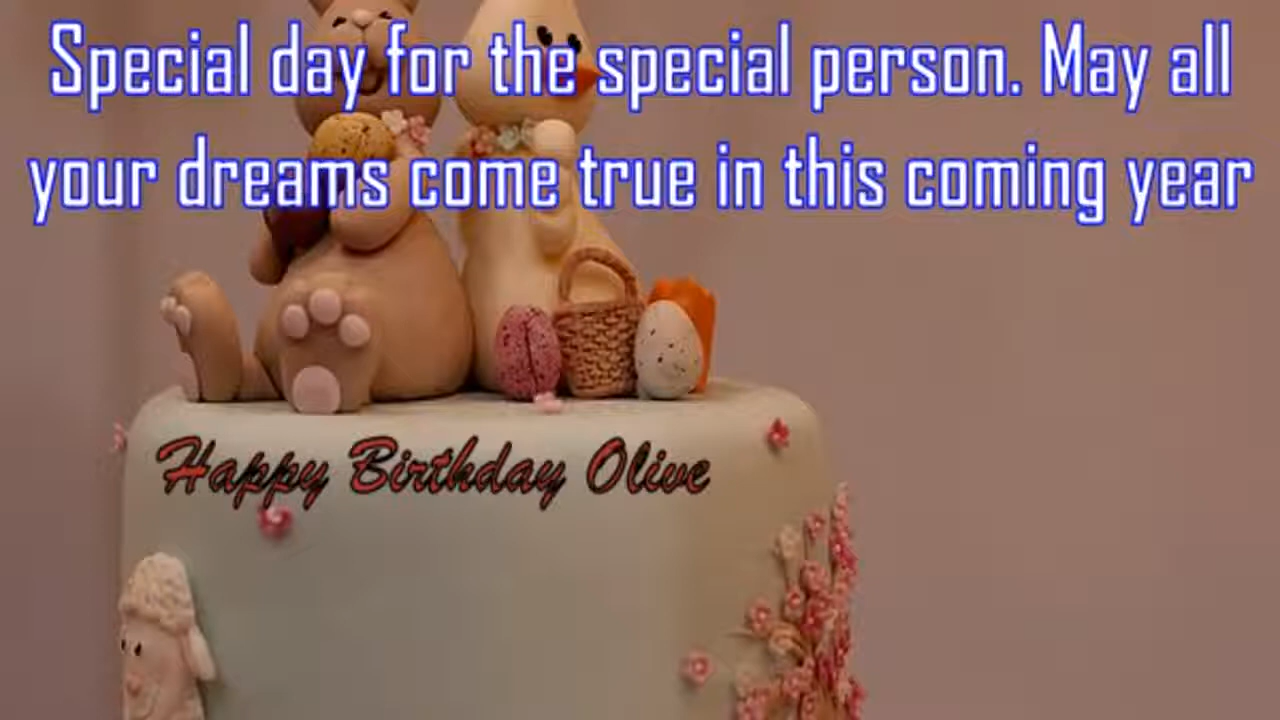 Special day for the special person. May all
your dreams come true in this coming year
Happy Birthday Olive